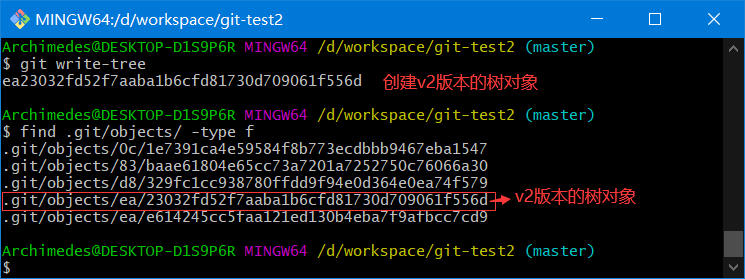 MINGW64:/d/workspace/git-test2
Archimedes@DESKTOP-D1S9P6R MINGW64 /d/workspace/git-test2 (master)
$ git write-tree
ea23032fd52f7aaba1b6cfd81730d709061f556d 创建v2版本的树对象
Archimedes@DESKTOP-D1S9P6R MINGW64 /d/workspace/git-test2 (master)
$ find .git/objects/ -type f
.git/objects/0c/1e7391ca4e59584f8b773ecdbbb9467eba1547
.git/objects/83/baae61804e65cc73a7201a7252750c76066a30
.git/objects/d8/329fc1cc938780ffdd9f94e0d364e0ea74f579
.git/objects/ea/23032fd52f7aaba1b6cfd81730d709061f556d v2版本的树对象
.git/objects/ea/e614245cc5faa121ed130b4eba7f9afbcc7cd9
Archimedes@DESKTOP-D1S9P6R MINGW64 /d/workspace/git-test2 (master)
$